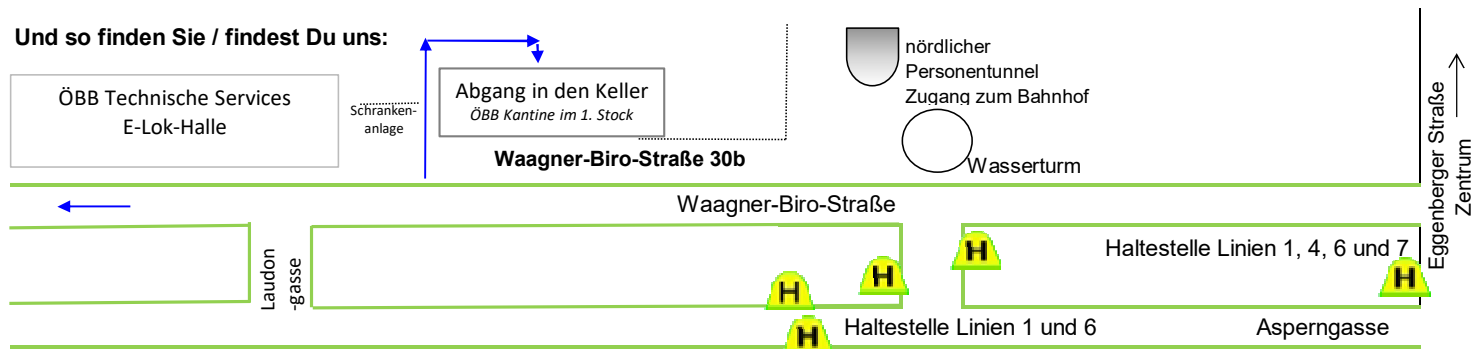 Und so finden Sie / findest Du uns:
ÖBB Technische Services
E-Lok-Halle
Schranken-
anlage
Abgang in den Keller
ÖBB Kantine im 1. Stock
Waagner-Biro-Straße 30b
nördlicher
Personentunnel
Zugang zum Bahnhof
Wasserturm
Eggenberger Straße
Zentrum
Waagner-Biro-Straße
Laudon
-gasse
H
H
H
H
H
Haltestelle Linien 1, 4, 6 und 7
Haltestelle Linien 1 und 6
Asperngasse